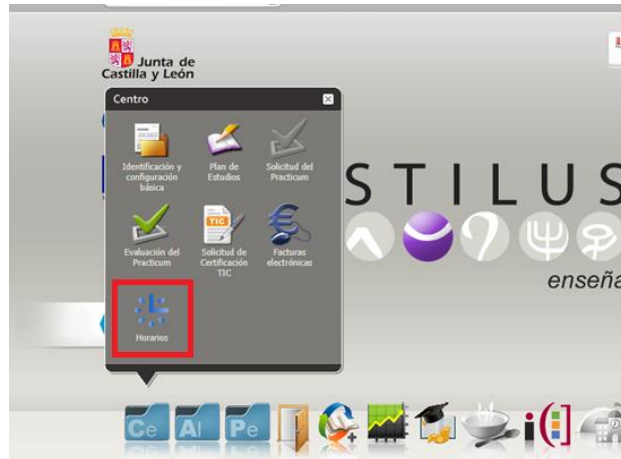 Junta de
Castilla y León
Centro
Identificación y
configuración
básica
Plan de
Estudios
Solicitud del
Practicum
Evaluación del
Practicum
TIC
Solicitud de
Certificación
TIC
Facturas
electrónicas
Horarios
STILUS
enseña
Ce
Al
Pe